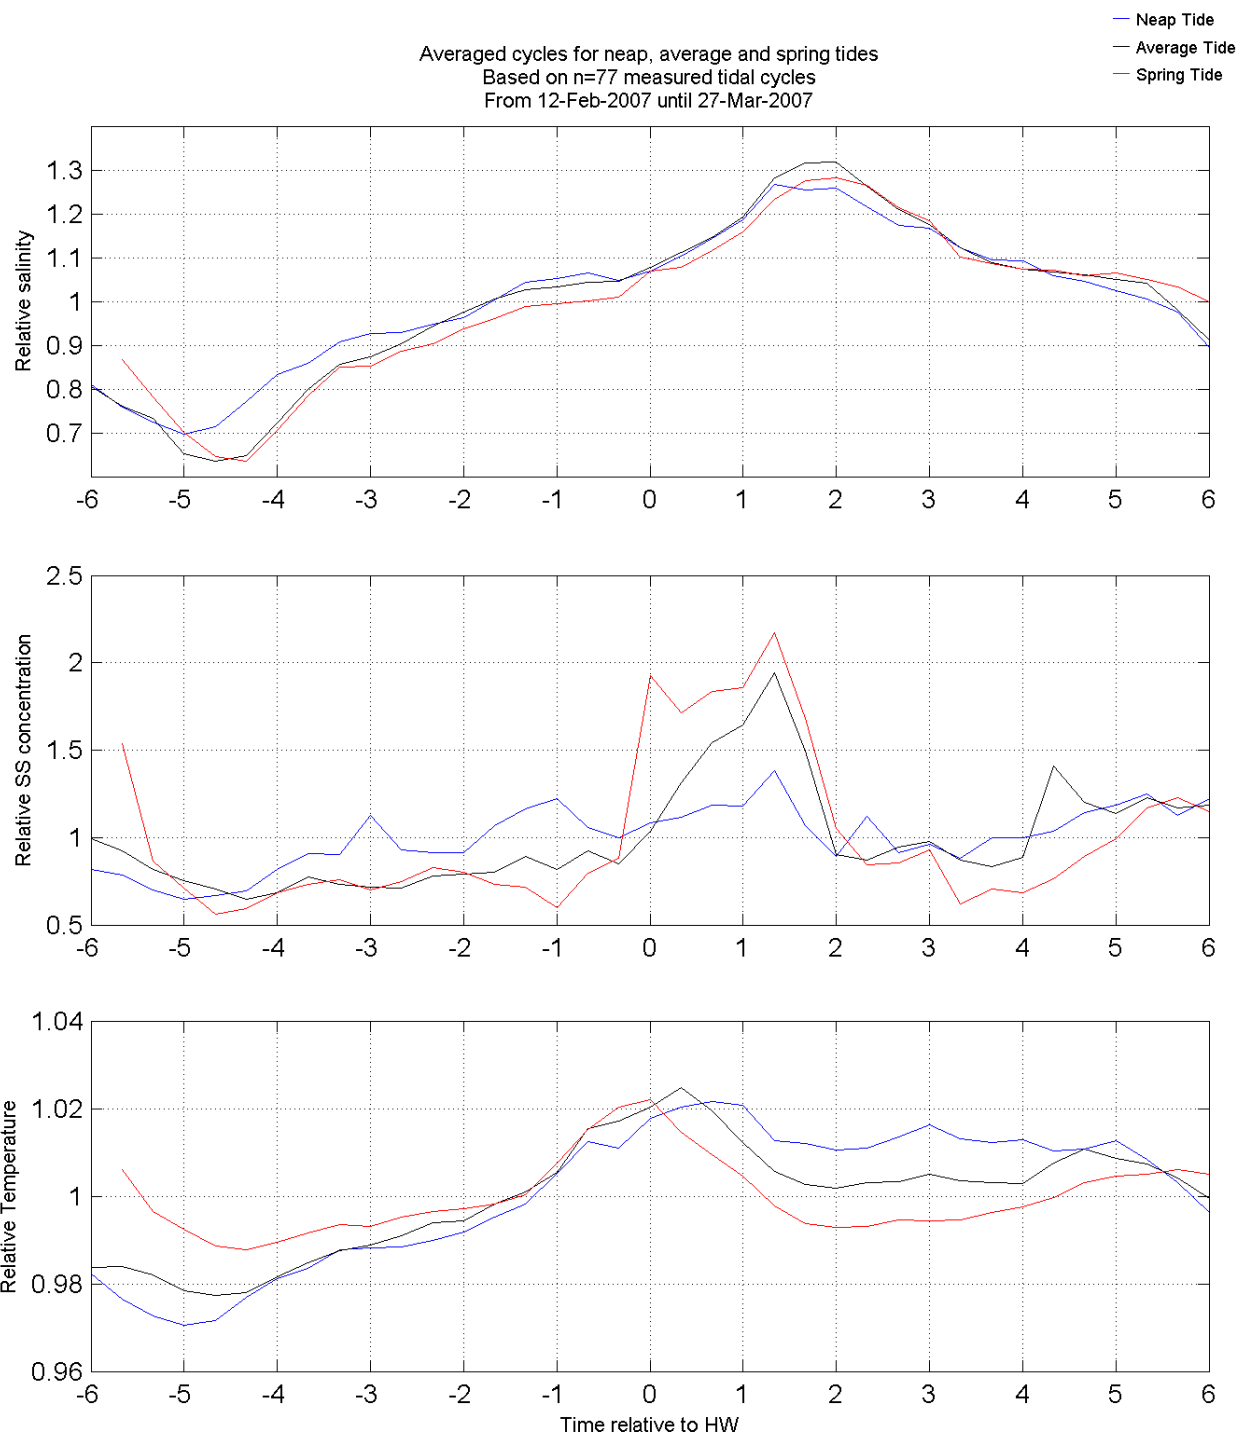 Neap Tide
Average Tide
Spring Tide
Averaged cycles for neap, average and spring tides
Based on n=77 measured tidal cycles
From 12-Feb-2007 until 27-Mar-2007
Relative salinity
1.3
1.2
1.1
1
0.9
0.8
0.7
-6 -5 -4 -3 -2 -1 0 1 2 3 4 5 6
Relative SS concentration
2.5
2
1.5
1
0.5
-6 -5 -4 -3 -2 -1 0 1 2 3 4 5 6
Relative Temperature
1.04
1.02
1
0.98
0.96
-6 -5 -4 -3 -2 -1 0 1 2 3 4 5 6
Time relative to HW